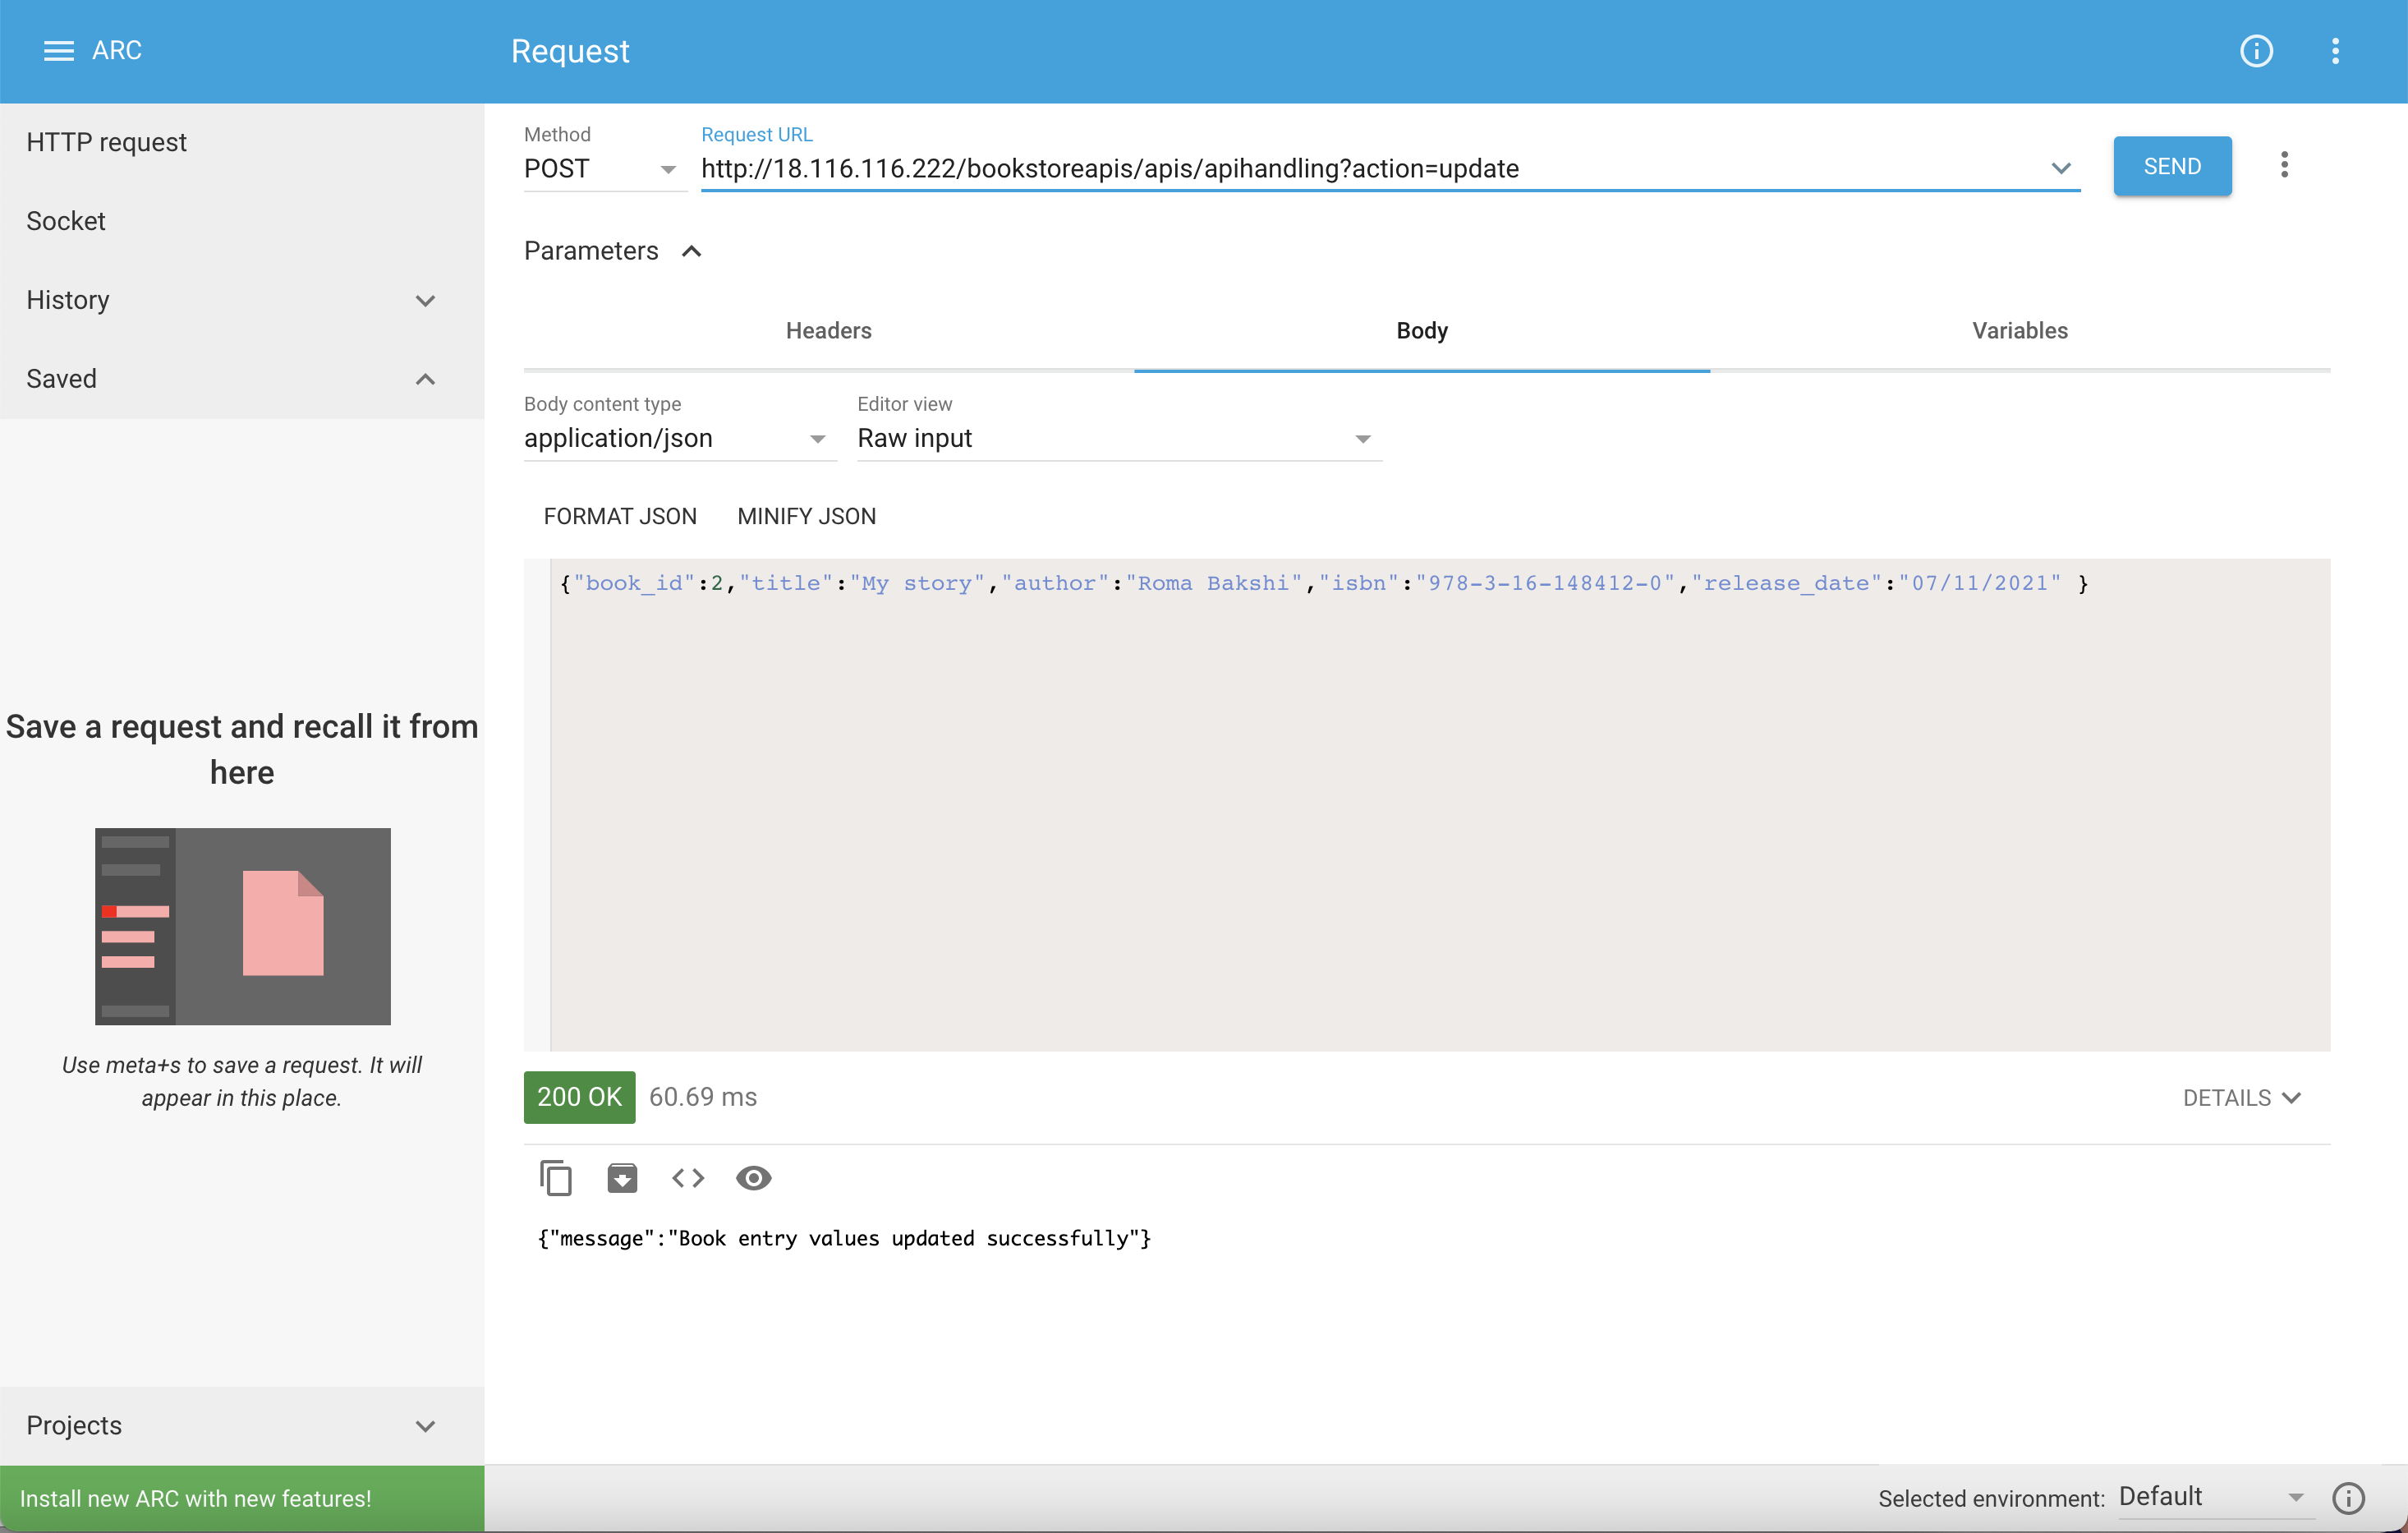 ARC
Request
HTTP request
Socket
History
Saved
Save a request and recall it from
here
Use meta+s to save a request. It will
appear in this place.
Projects
Install new ARC with new features!
Method
POST
Request URL
http://18.116.116.222/bookstoreapis/apis/apihandling?action=update
SEND
Parameters
Headers
Body
Variables
Body content type
application/json
Editor view
Raw input
FORMAT JSON
MINIFY JSON
{"book_id":2,"title":"My story","author":"Roma Bakshi","isbn":"978-3-16-148412-0","release_date":"07/11/2021" }
200 OK
60.69 ms
DETAILS
{"message":"Book entry values updated successfully"}
Selected environment: Default